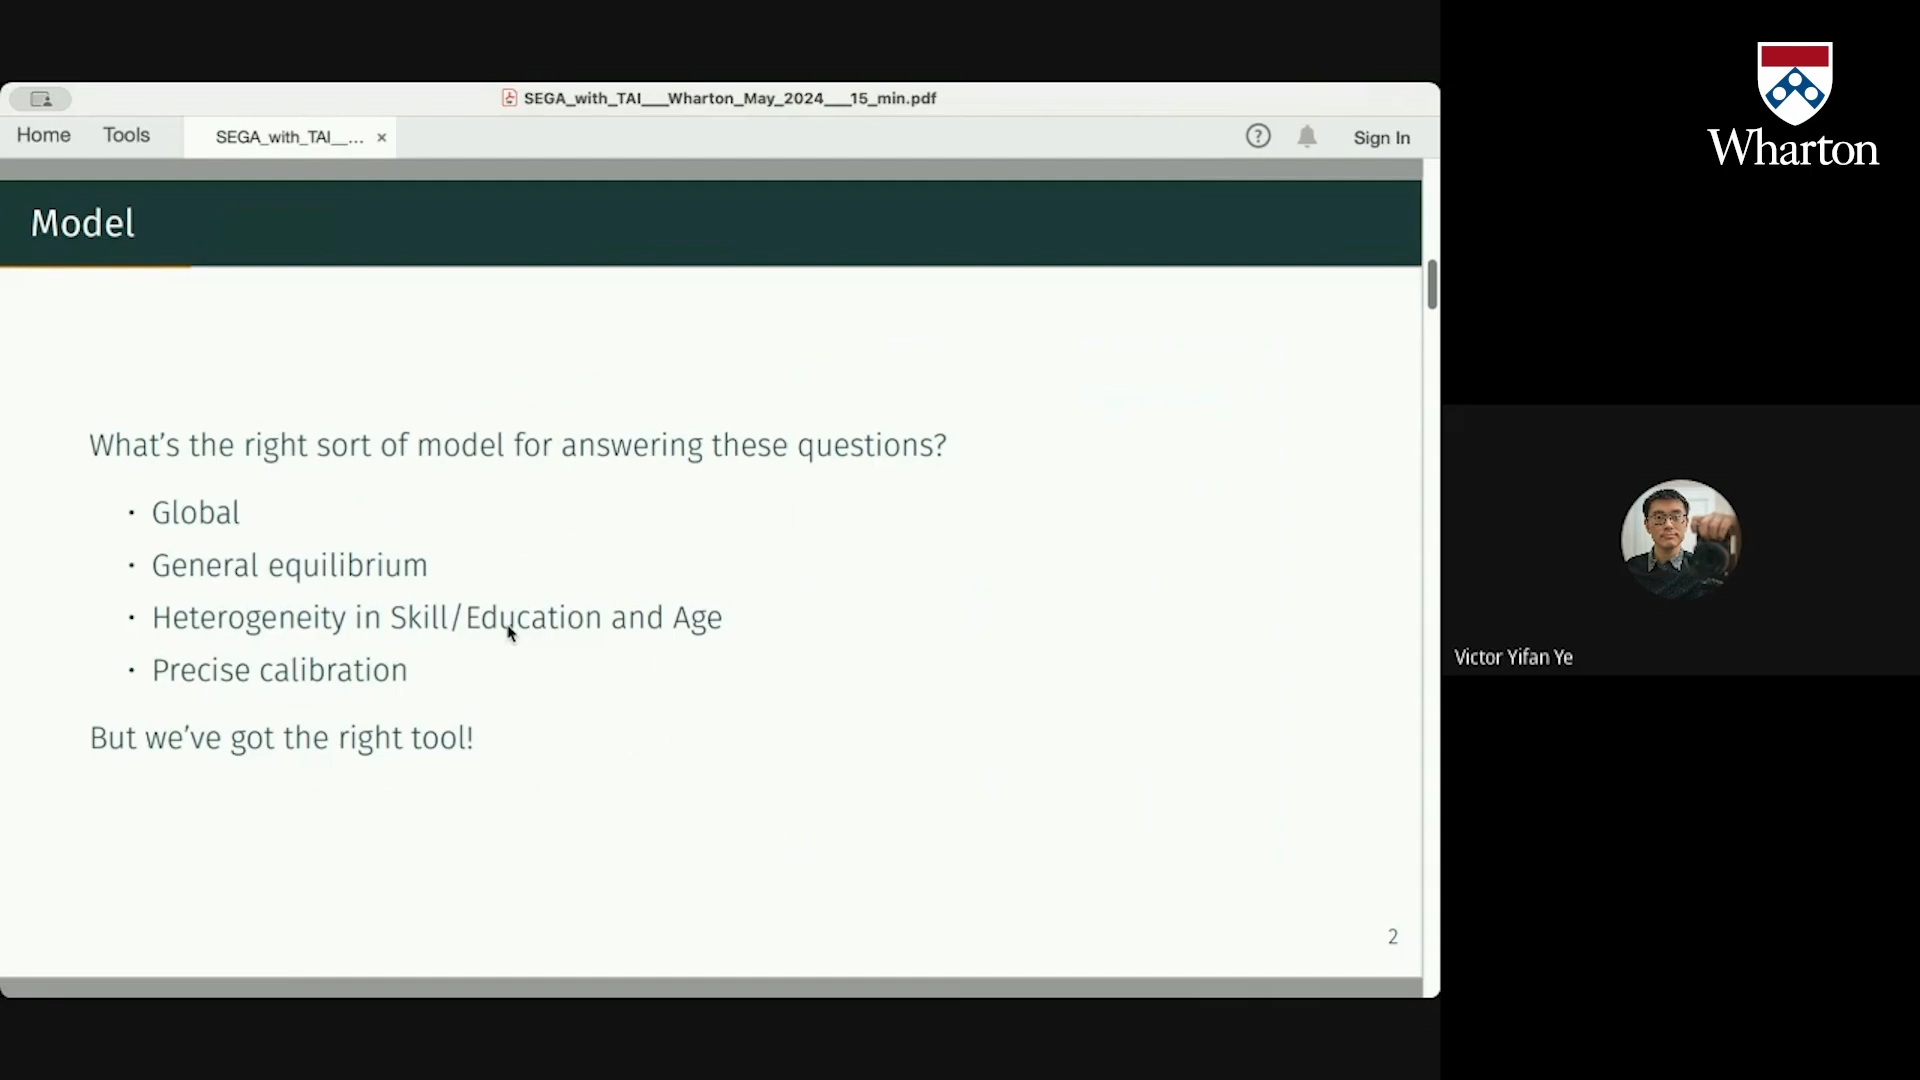 SEGA_with_TAI___Wharton_May_2024___15_min.pdf
Home Tools SEGA_with_TAI__... × ? Sign In
Wharton
Model
What's the right sort of model for answering these questions?
• Global
• General equilibrium
• Heterogeneity in Skill/Education and Age
• Precise calibration
But we've got the right tool!
2
Victor Yifan Ye